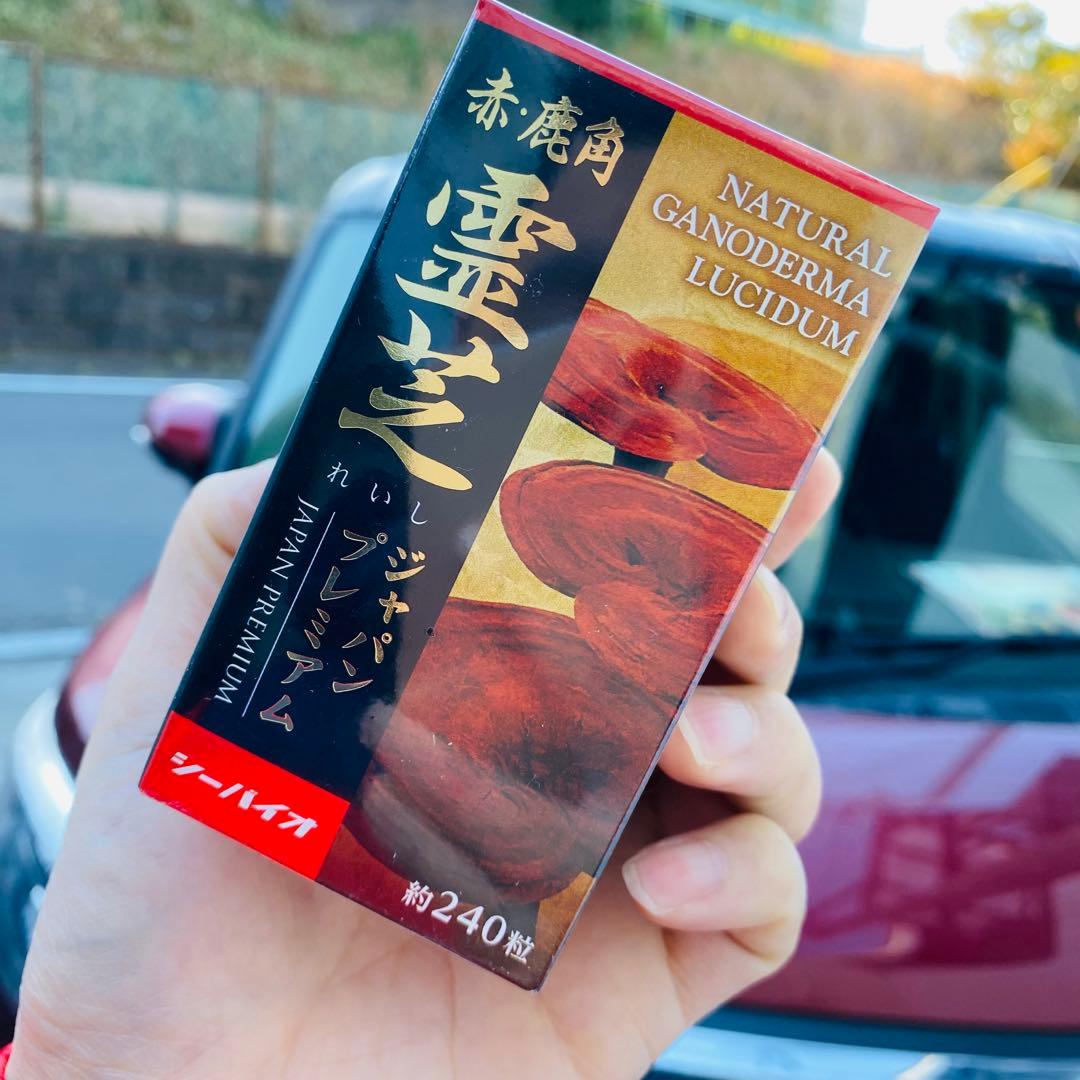 赤・鹿角
霊芝
れいし
ジャパン
プレミアム
JAPAN PREMIUM
シーバイオ
NATURAL
GANODERMA
LUCIDUM
約240粒